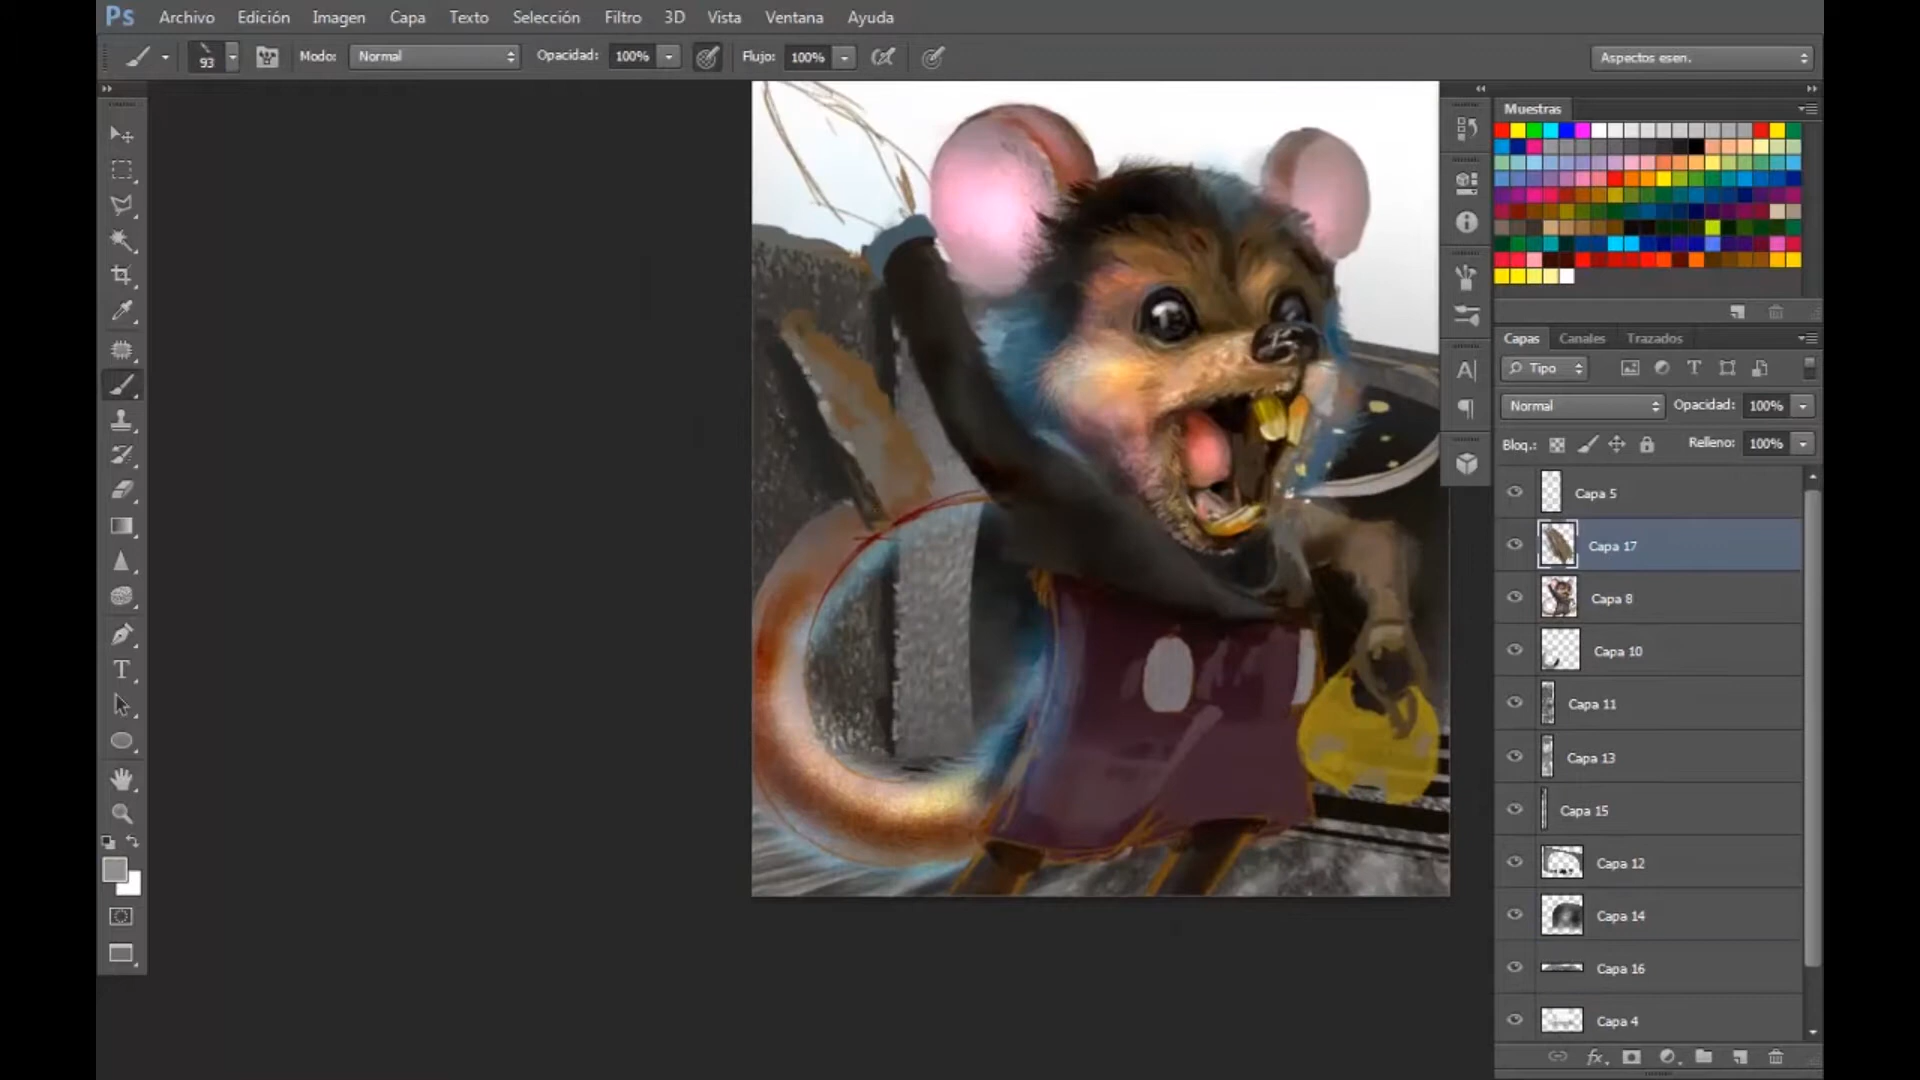 Ps Archivo Edición Imagen Capa Texto Selección Filtro 3D Vista Ventana Ayuda
93 Modo: Normal Opacidad: 100% Flujo: 100% Aspectos esen.
Muestras
Capas Canales Trazados
Tipo
Normal Opacidad: 100%
Bloq.: Relleno: 100%
Capa 5
Capa 17
Capa 8
Capa 10
Capa 11
Capa 13
Capa 15
Capa 12
Capa 14
Capa 16
Capa 4
fx